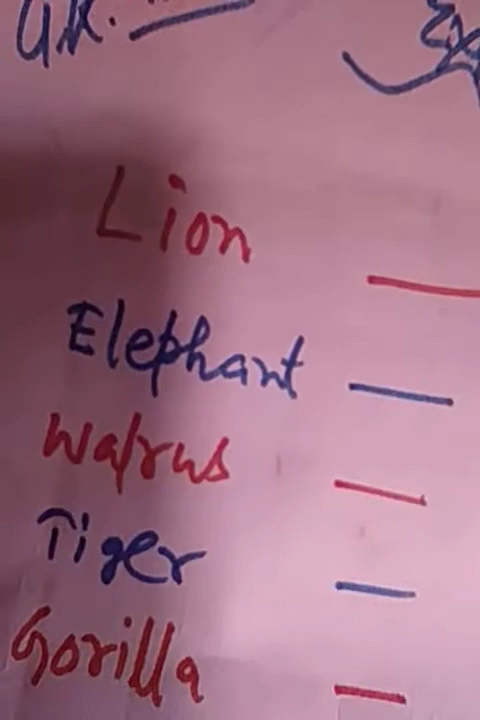 Lion —
Elephant —
Walrus —
Tiger —
Gorilla —